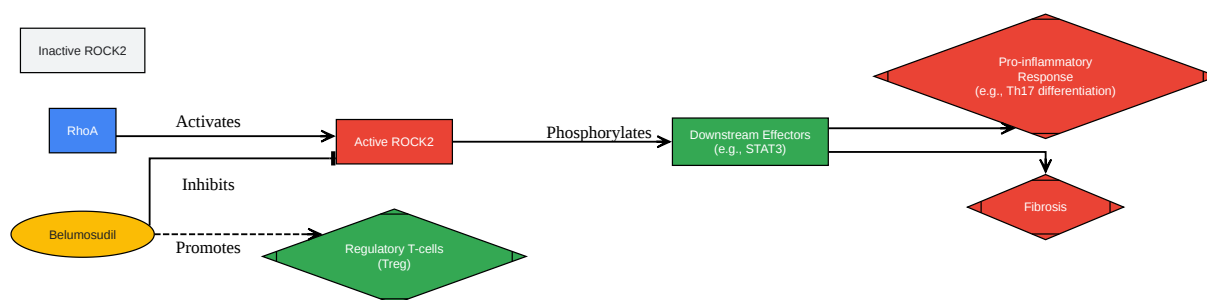 Inactive ROCK2
Pro-inflammatory
Response
(e.g., Th17 differentiation)
RhoA
Activates
Active ROCK2
Phosphorylates
Downstream Effectors
(e.g., STAT3)
Inhibits
Fibrosis
Belumosudil
Promotes
Regulatory T-cells
(Treg)